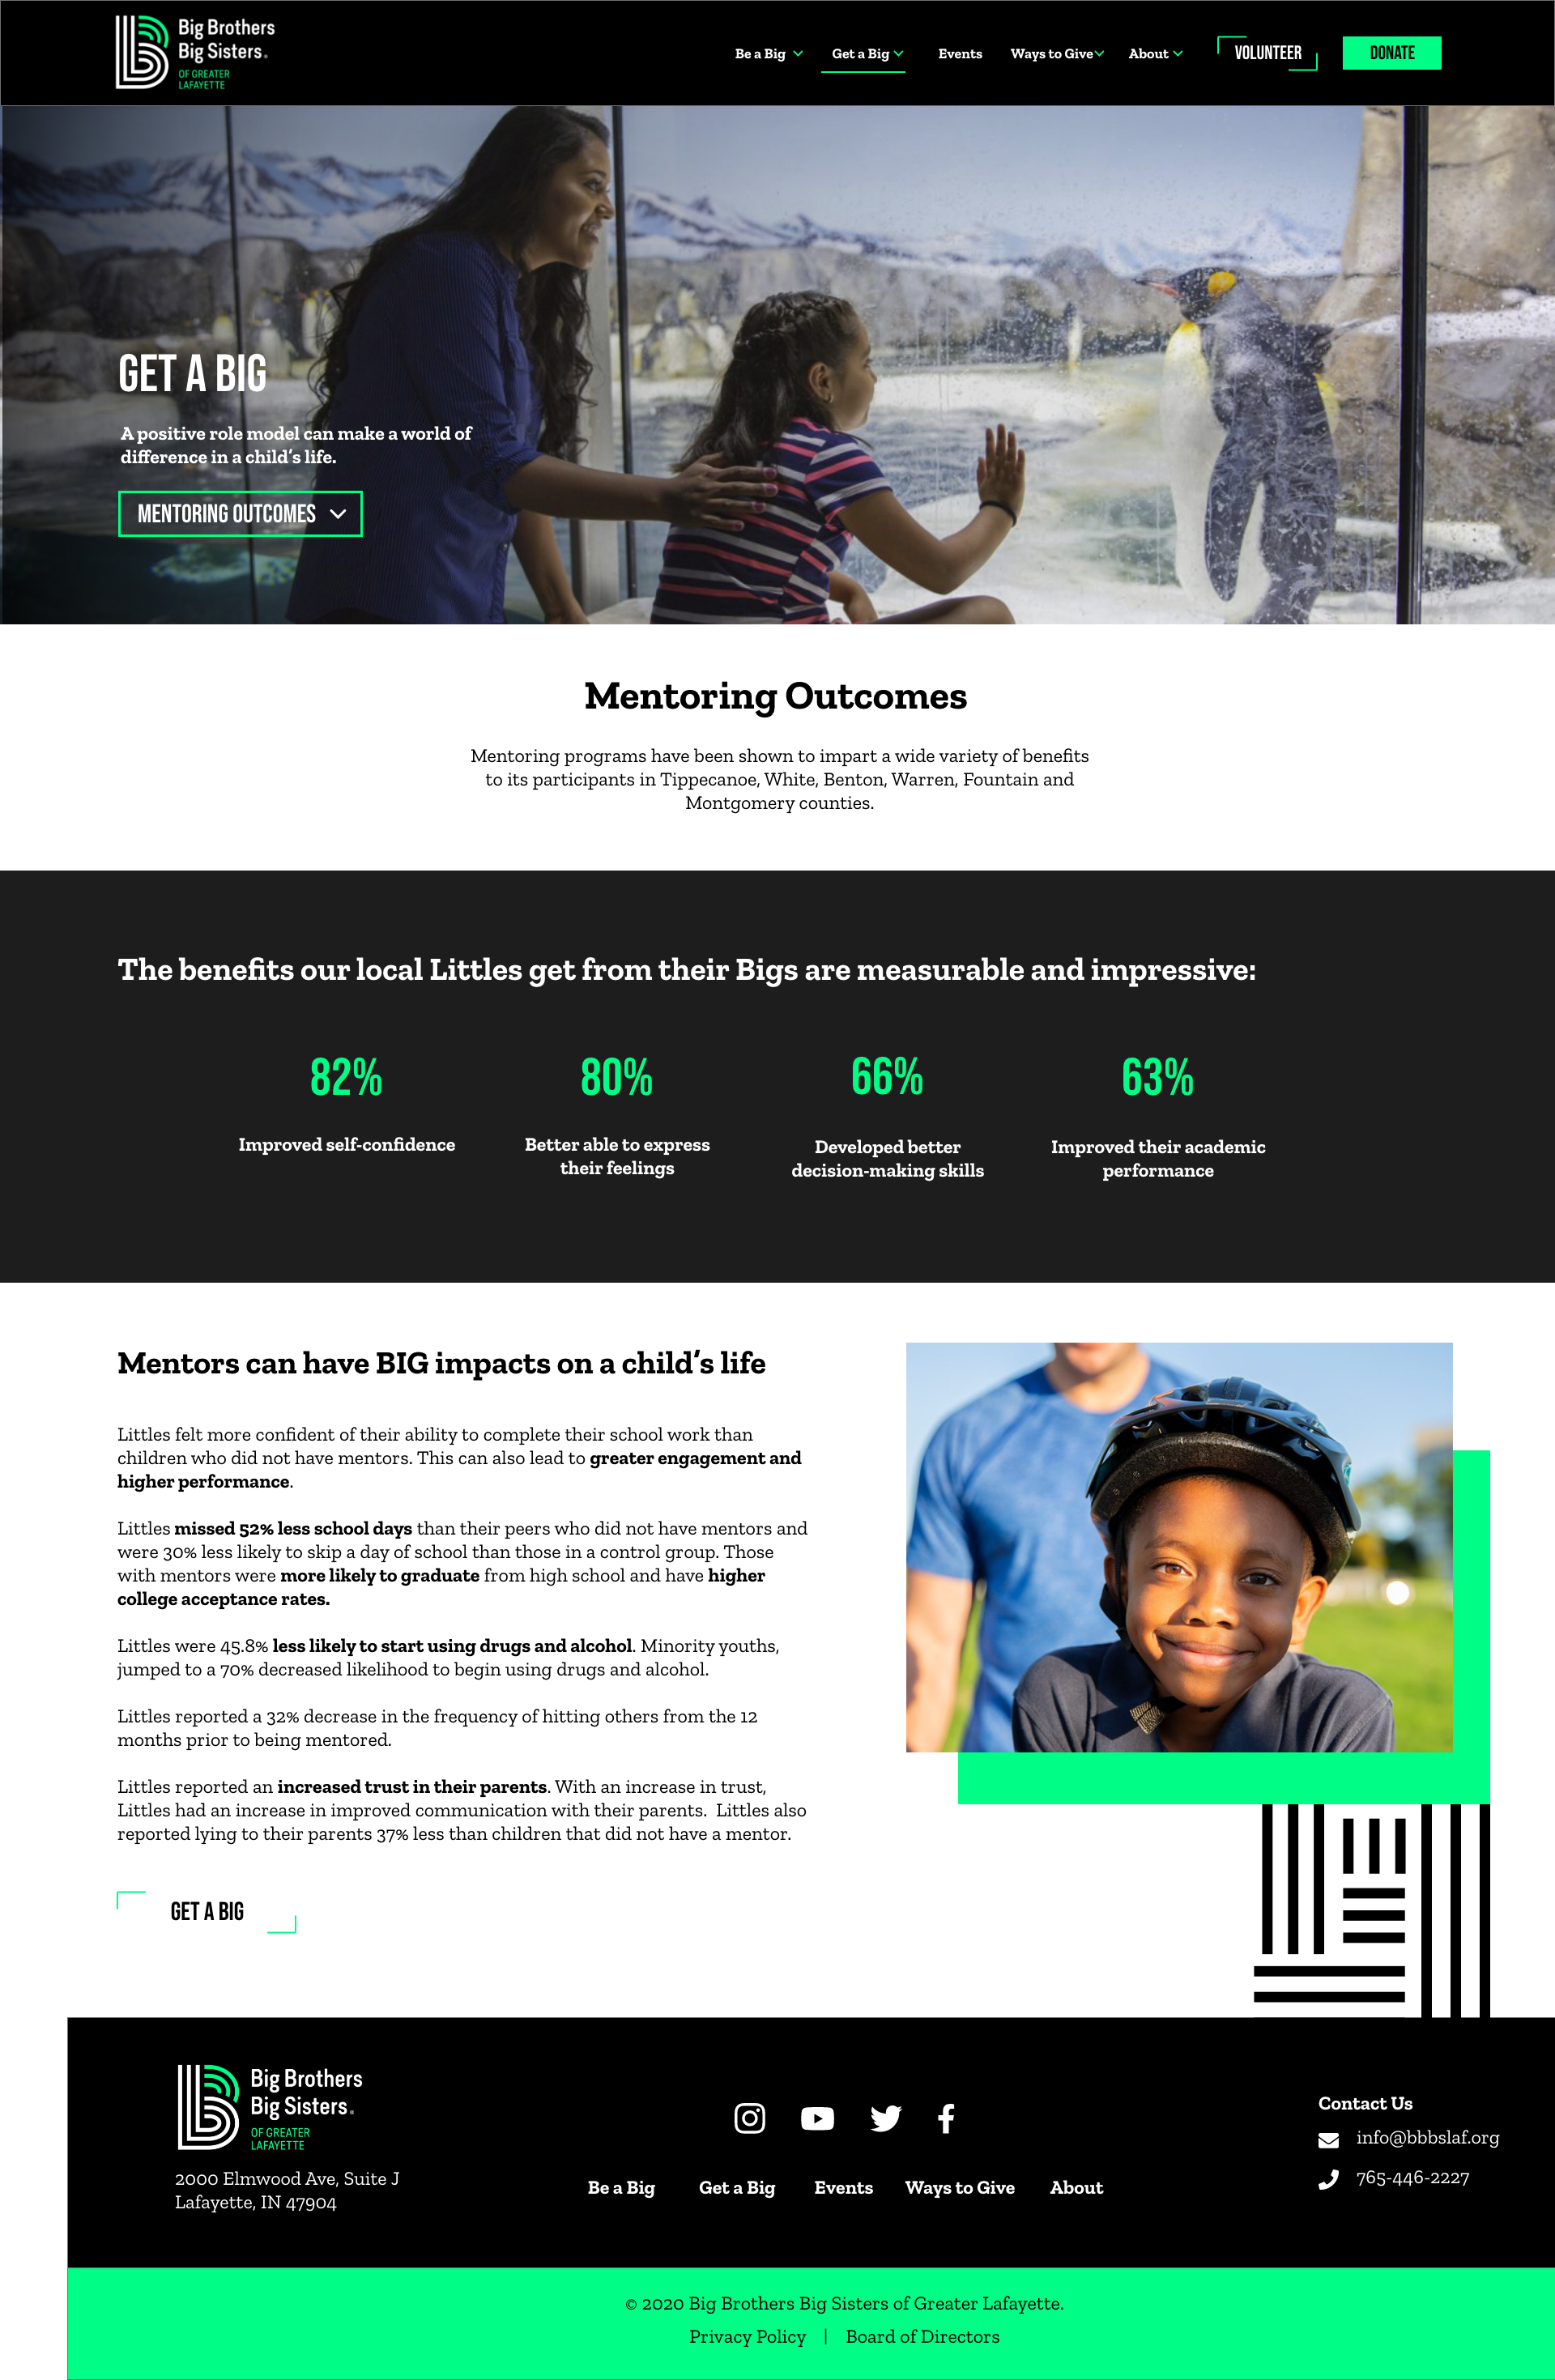 Big Brothers
Big Sisters®
OF GREATER
LAFAYETTE
Be a Big
Get a Big
Events
Ways to Give
About
VOLUNTEER
DONATE
GET A BIG
A positive role model can make a world of
difference in a child’s life.
MENTORING OUTCOMES
Mentoring Outcomes
Mentoring programs have been shown to impart a wide variety of benefits
to its participants in Tippecanoe, White, Benton, Warren, Fountain and
Montgomery counties.
The benefits our local Littles get from their Bigs are measurable and impressive:
82%
Improved self-confidence
80%
Better able to express
their feelings
66%
Developed better
decision-making skills
63%
Improved their academic
performance
Mentors can have BIG impacts on a child’s life
Littles felt more confident of their ability to complete their school work than
children who did not have mentors. This can also lead to greater engagement and
higher performance.
Littles missed 52% less school days than their peers who did not have mentors and
were 30% less likely to skip a day of school than those in a control group. Those
with mentors were more likely to graduate from high school and have higher
college acceptance rates.
Littles were 45.8% less likely to start using drugs and alcohol. Minority youths,
jumped to a 70% decreased likelihood to begin using drugs and alcohol.
Littles reported a 32% decrease in the frequency of hitting others from the 12
months prior to being mentored.
Littles reported an increased trust in their parents. With an increase in trust,
Littles had an increase in improved communication with their parents.  Littles also
reported lying to their parents 37% less than children that did not have a mentor.
GET A BIG
Big Brothers
Big Sisters®
OF GREATER
LAFAYETTE
2000 Elmwood Ave, Suite J
Lafayette, IN 47904
Be a Big
Get a Big
Events
Ways to Give
About
Contact Us
info@bbbslaf.org
765-446-2227
© 2020 Big Brothers Big Sisters of Greater Lafayette.
Privacy Policy | Board of Directors